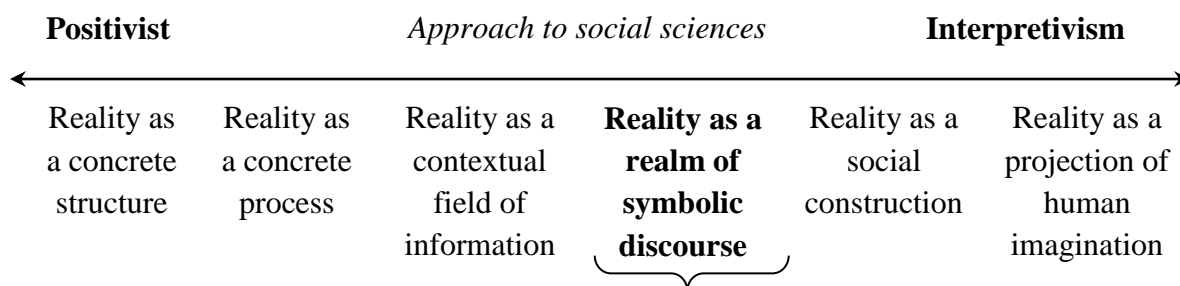 Positivist Approach to social sciences Interpretivism
Reality as a concrete structure
Reality as a concrete process
Reality as a contextual field of information
Reality as a realm of symbolic discourse
Reality as a social construction
Reality as a projection of human imagination